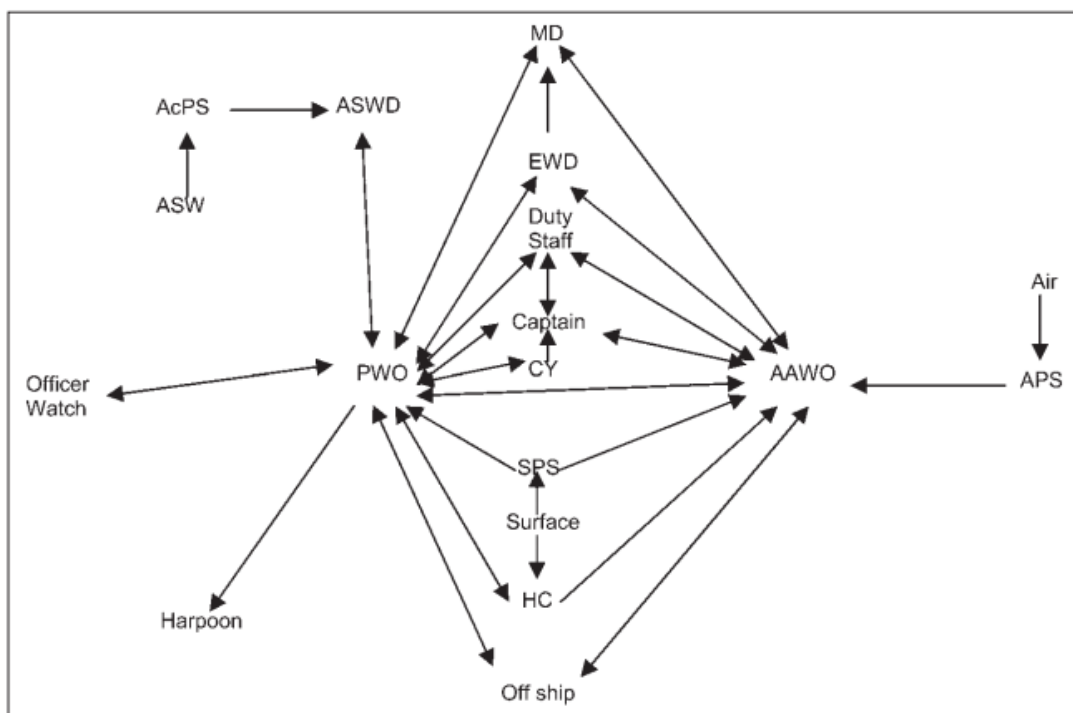 MD
AcPS
ASWD
EWD
ASW
Duty
Staff
Air
Captain
CY
PWO
AAWO
APS
Officer
Watch
SPS
Surface
HC
Harpoon
Off ship